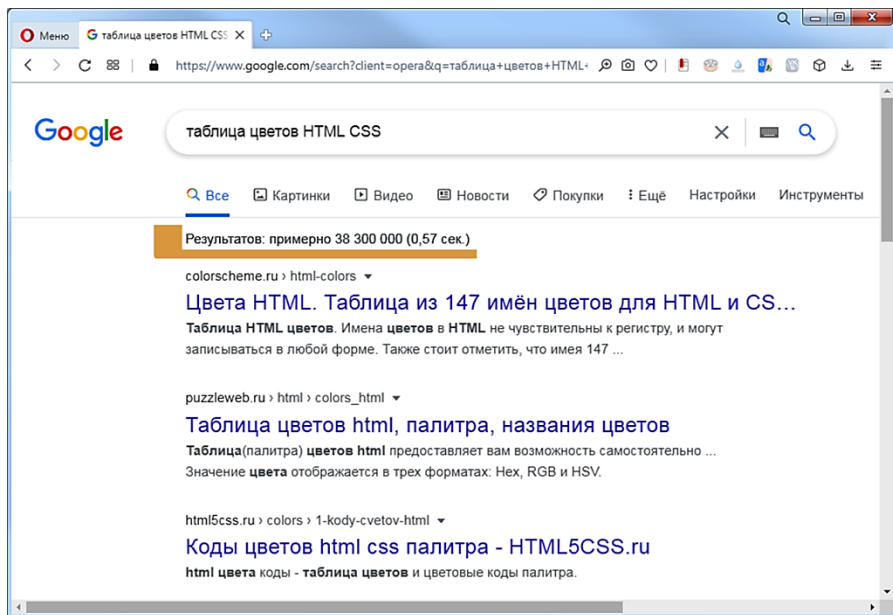 Меню
таблица цветов HTML CSS
https://www.google.com/search?client=opera&q=таблица+цветов+HTML+
Google
таблица цветов HTML CSS
Все Картинки Видео Новости Покупки Ещё Настройки Инструменты
Результатов: примерно 38 300 000 (0,57 сек.)
colorscheme.ru › html-colors
Цвета HTML. Таблица из 147 имён цветов для HTML и CS...
Таблица HTML цветов. Имена цветов в HTML не чувствительны к регистру, и могут
записываться в любой форме. Также стоит отметить, что имея 147 ...
puzzleweb.ru › html › colors_html
Таблица цветов html, палитра, названия цветов
Таблица(палитра) цветов html предоставляет вам возможность самостоятельно ...
Значение цвета отображается в трех форматах: Hex, RGB и HSV.
html5css.ru › colors › 1-kody-cvetov-html
Коды цветов html css палитра - HTML5CSS.ru
html цвета коды - таблица цветов и цветовые коды палитра.